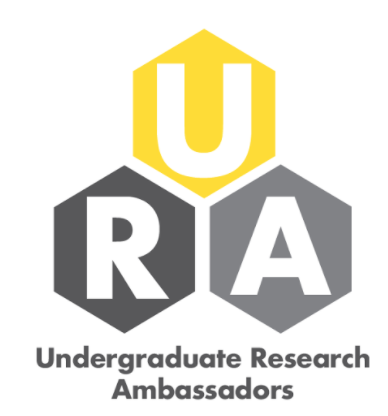 U
R A
Undergraduate Research
Ambassadors